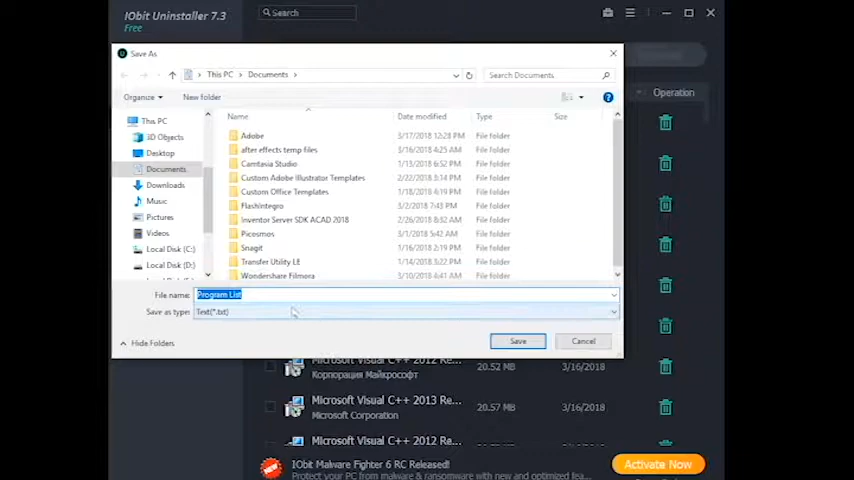 IObit Uninstaller 7.3
Free
Search
Save As
This PC > Documents >
Search Documents
Organize
New folder
Name Date modified Type Size
Operation
This PC
3D Objects
Desktop
Documents
Downloads
Music
Pictures
Videos
Local Disk (C:)
Local Disk (D:)
Adobe 3/17/2018 12:28 PM File folder
after effects temp files 3/16/2018 4:25 AM File folder
Camtasia Studio 1/13/2018 6:52 PM File folder
Custom Adobe Illustrator Templates 2/22/2018 3:14 PM File folder
Custom Office Templates 1/18/2018 4:19 PM File folder
FlashIntegro 3/2/2018 7:43 PM File folder
Inventor Server SDK ACAD 2018 2/26/2018 8:32 AM File folder
Picosmos 3/1/2018 5:42 AM File folder
Snagit 1/16/2018 2:19 PM File folder
Transfer Utility LE 1/14/2018 3:22 PM File folder
Wondershare Filmora 3/10/2018 4:41 AM File folder
File name: Program List
Save as type: Text(*.txt)
Hide Folders
Save
Cancel
Microsoft Visual C++ 2012 Re... 20.52 MB 3/16/2018
Корпорация Майкрософт
Microsoft Visual C++ 2013 Re... 20.57 MB 3/16/2018
Microsoft Corporation
Microsoft Visual C++ 2012 Re...
NEW
IObit Malware Fighter 6 RC Released!
Protect your PC from malware & ransomware with new and optimized fea...
Activate Now